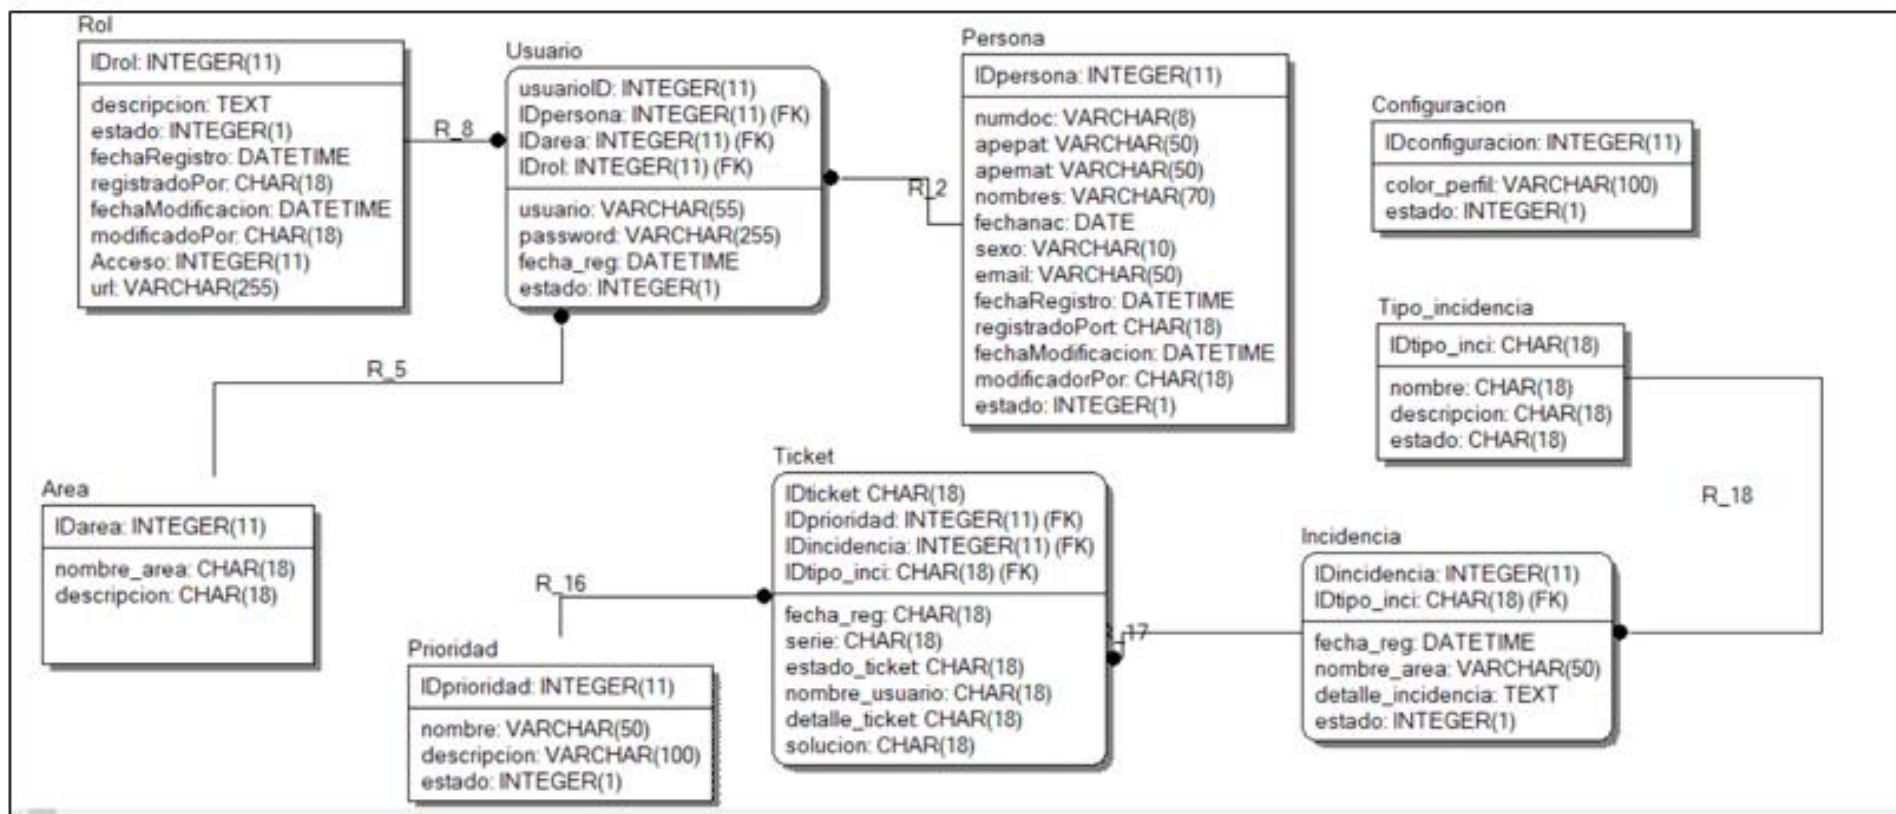 Rol
IDrol: INTEGER(11)
descripcion: TEXT
estado: INTEGER(1)
fechaRegistro: DATETIME
registradoPor: CHAR(18)
fechaModificacion: DATETIME
modificadoPor: CHAR(18)
Acceso: INTEGER(11)
url: VARCHAR(255)
R_8
Usuario
usuarioID: INTEGER(11)
IDpersona: INTEGER(11) (FK)
IDarea: INTEGER(11) (FK)
IDrol: INTEGER(11) (FK)
usuario: VARCHAR(55)
password: VARCHAR(255)
fecha_reg: DATETIME
estado: INTEGER(1)
R_2
Persona
IDpersona: INTEGER(11)
numdoc: VARCHAR(8)
apepat: VARCHAR(50)
apemat: VARCHAR(50)
nombres: VARCHAR(70)
fechanac: DATE
sexo: VARCHAR(10)
email: VARCHAR(50)
fechaRegistro: DATETIME
registradoPort: CHAR(18)
fechaModificacion: DATETIME
modificadorPor: CHAR(18)
estado: INTEGER(1)
Configuracion
IDconfiguracion: INTEGER(11)
color_perfil: VARCHAR(100)
estado: INTEGER(1)
Tipo_incidencia
IDtipo_inci: CHAR(18)
nombre: CHAR(18)
descripcion: CHAR(18)
estado: CHAR(18)
R_5
R_18
Area
IDarea: INTEGER(11)
nombre_area: CHAR(18)
descripcion: CHAR(18)
R_16
Prioridad
IDprioridad: INTEGER(11)
nombre: VARCHAR(50)
descripcion: VARCHAR(100)
estado: INTEGER(1)
Ticket
IDticket: CHAR(18)
IDprioridad: INTEGER(11) (FK)
IDincidencia: INTEGER(11) (FK)
IDtipo_inci: CHAR(18) (FK)
fecha_reg: CHAR(18)
serie: CHAR(18)
estado_ticket: CHAR(18)
nombre_usuario: CHAR(18)
detalle_ticket: CHAR(18)
solucion: CHAR(18)
17
Incidencia
IDincidencia: INTEGER(11)
IDtipo_inci: CHAR(18) (FK)
fecha_reg: DATETIME
nombre_area: VARCHAR(50)
detalle_incidencia: TEXT
estado: INTEGER(1)